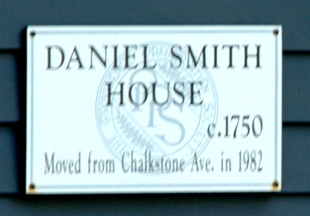 DANIEL SMITH
HOUSE
c.1750
Moved from Chalkstone Ave. in 1982